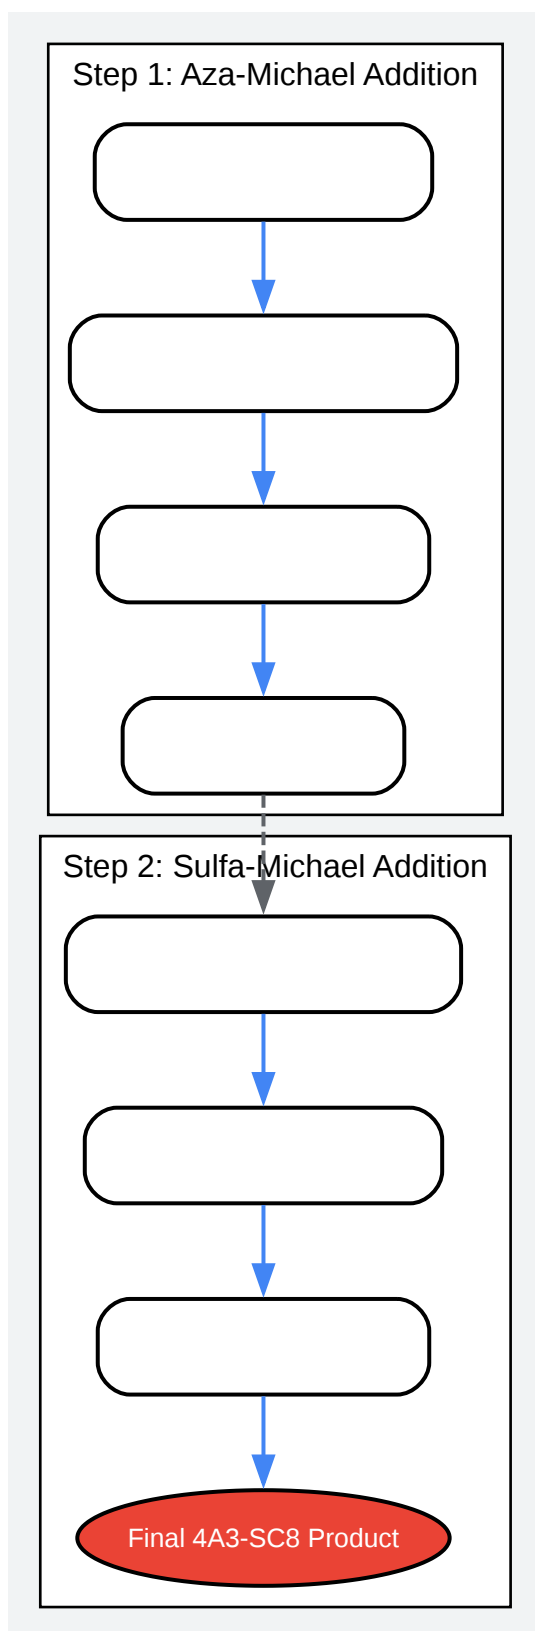 Step 1: Aza-Michael Addition
Step 2: Sulfa-Michael Addition
Final 4A3-SC8 Product